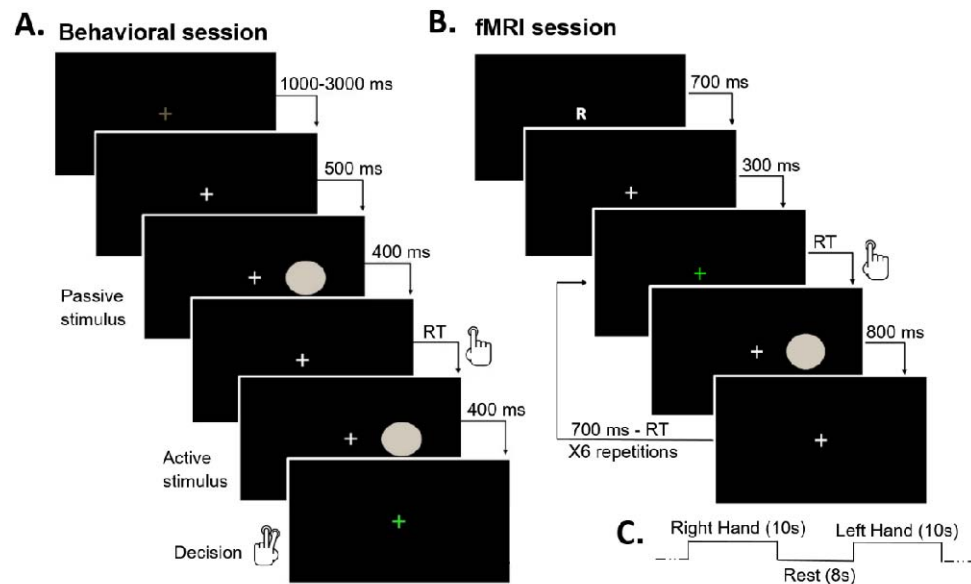 A. Behavioral session
1000-3000 ms
500 ms
400 ms
Passive
stimulus
RT
400 ms
Active
stimulus
Decision
B. fMRI session
R
700 ms
300 ms
RT
800 ms
700 ms - RT
X6 repetitions
C.
Right Hand (10s)
Left Hand (10s)
Rest (8s)